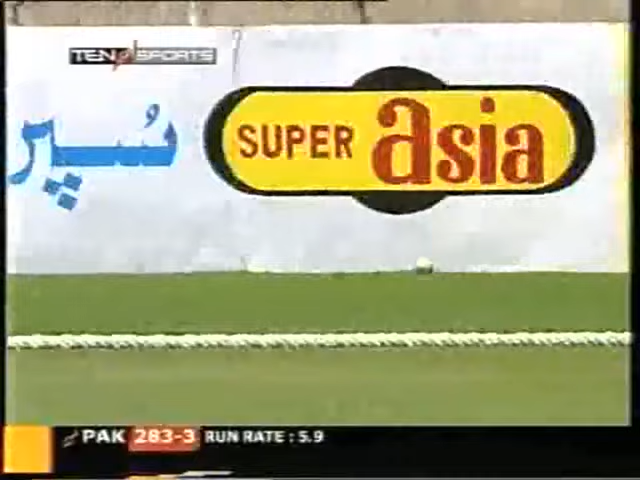 TEN SPORTS
سُپر
SUPER asia
PAK 283-3 RUN RATE : 5.9